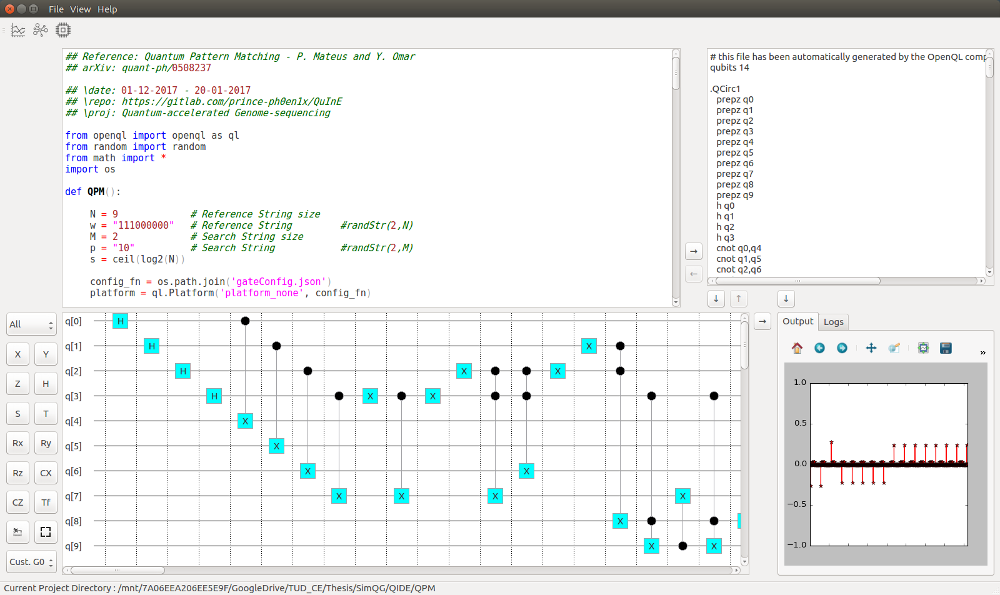 File View Help
## Reference: Quantum Pattern Matching - P. Mateus and Y. Omar
## arXiv: quant-ph/0508237
## \date: 01-12-2017 - 20-01-2017
## \repo: https://gitlab.com/prince-ph0en1x/QuInE
## \proj: Quantum-accelerated Genome-sequencing
from openql import openql as ql
from random import random
from math import *
import os
def QPM():
N = 9 # Reference String size
w = "111000000" # Reference String #randStr(2,N)
M = 2 # Search String size
p = "10" # Search String #randStr(2,M)
s = ceil(log2(N))
config_fn = os.path.join('gateConfig.json')
platform = ql.Platform('platform_none', config_fn)
→
←
# this file has been automatically generated by the OpenQL comp
qubits 14
.QCirc1
prepz q0
prepz q1
prepz q2
prepz q3
prepz q4
prepz q5
prepz q6
prepz q7
prepz q8
prepz q9
h q0
h q1
h q2
h q3
cnot q0,q4
cnot q1,q5
cnot q2,q6
↓ ↑ ↓
All
X Y
Z H
S T
Rx Ry
Rz CX
CZ Tf
Cust. G0
q[0] H
q[1] H X
q[2] H X X
q[3] H X X
q[4] X
q[5] X
q[6] X X
q[7] X X X X
q[8] X
q[9] X X
→
Output Logs
»
1.0
0.5
0.0
−0.5
−1.0
Current Project Directory : /mnt/7A06EEA206EE5E9F/GoogleDrive/TUD_CE/Thesis/SimQG/QIDE/QPM